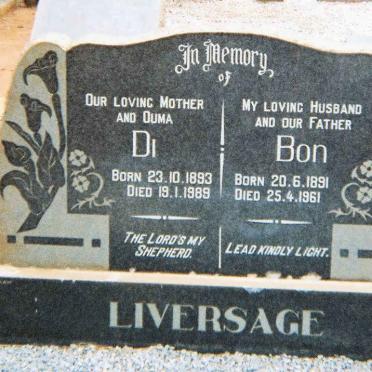 In Memory
of
Our Loving Mother
and Ouma
Di
Born 23.10.1893
Died 19.1.1989
The Lord's my
Shepherd.
My Loving Husband
and our Father
Bon
Born 20.6.1891
Died 25.4.1961
Lead kindly light.
LIVERSAGE